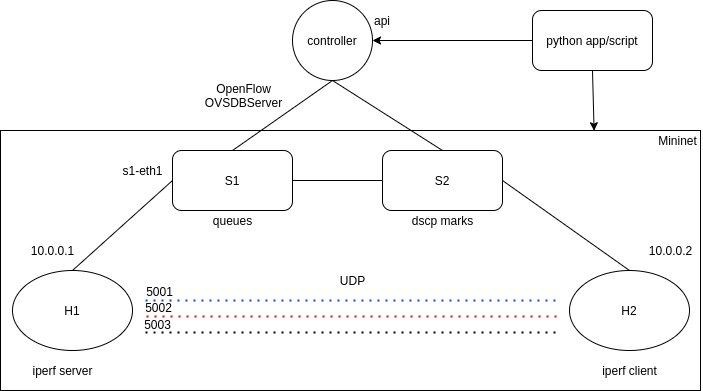 api
controller
python app/script
OpenFlow
OVSDBServer
Mininet
s1-eth1
S1
S2
queues
dscp marks
10.0.0.1
10.0.0.2
UDP
5001
5002
5003
H1
H2
iperf server
iperf client